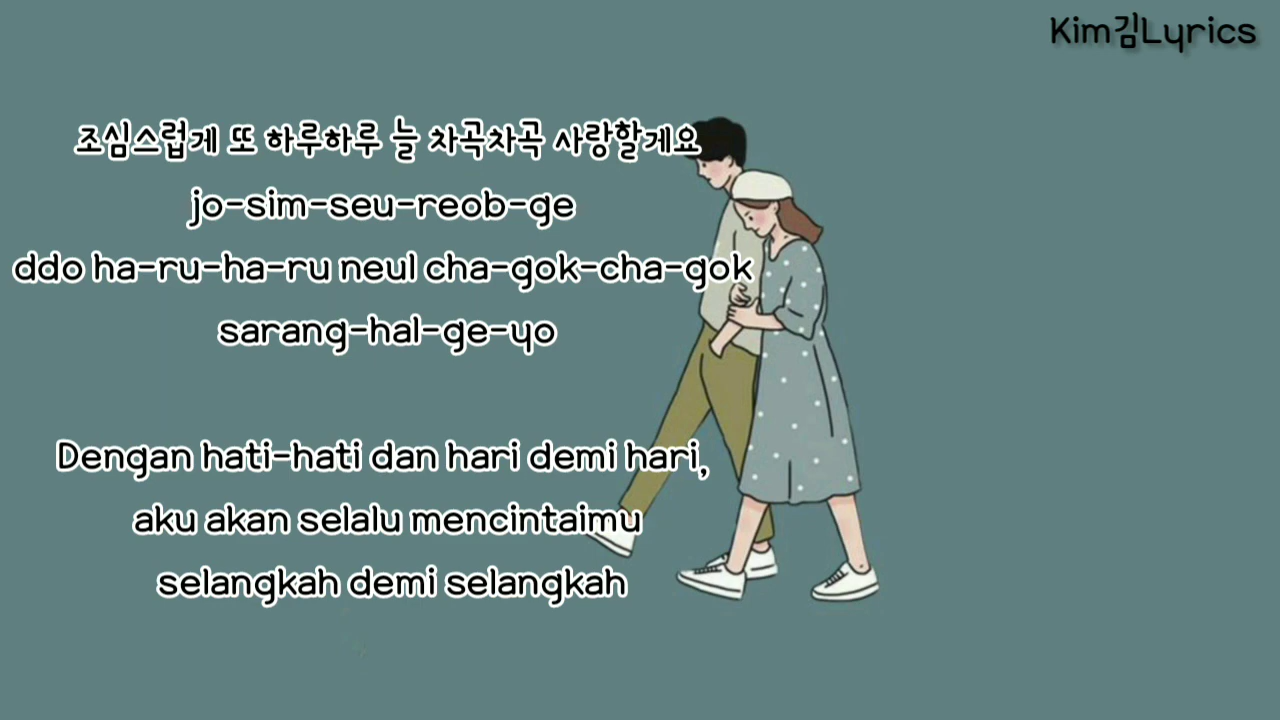 Kim김Lyrics
조심스럽게 또 하루하루 늘 차곡차곡 사랑할게요
jo-sim-seu-reob-ge
ddo ha-ru-ha-ru neul cha-gok-cha-gok
sarang-hal-ge-yo
Dengan hati-hati dan hari demi hari,
aku akan selalu mencintaimu
selangkah demi selangkah